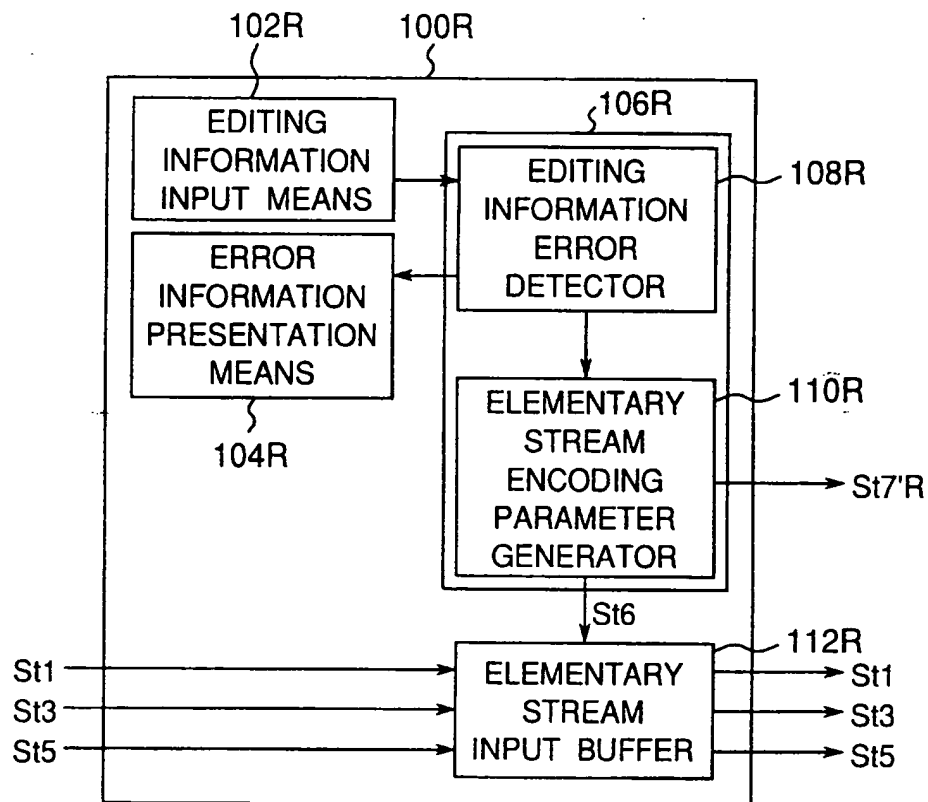 102R
100R
EDITING
INFORMATION
INPUT MEANS
106R
EDITING
INFORMATION
ERROR
DETECTOR
108R
ERROR
INFORMATION
PRESENTATION
MEANS
104R
ELEMENTARY
STREAM
ENCODING
PARAMETER
GENERATOR
110R
St7'R
St6
112R
St1
St3
St5
ELEMENTARY
STREAM
INPUT BUFFER
St1
St3
St5